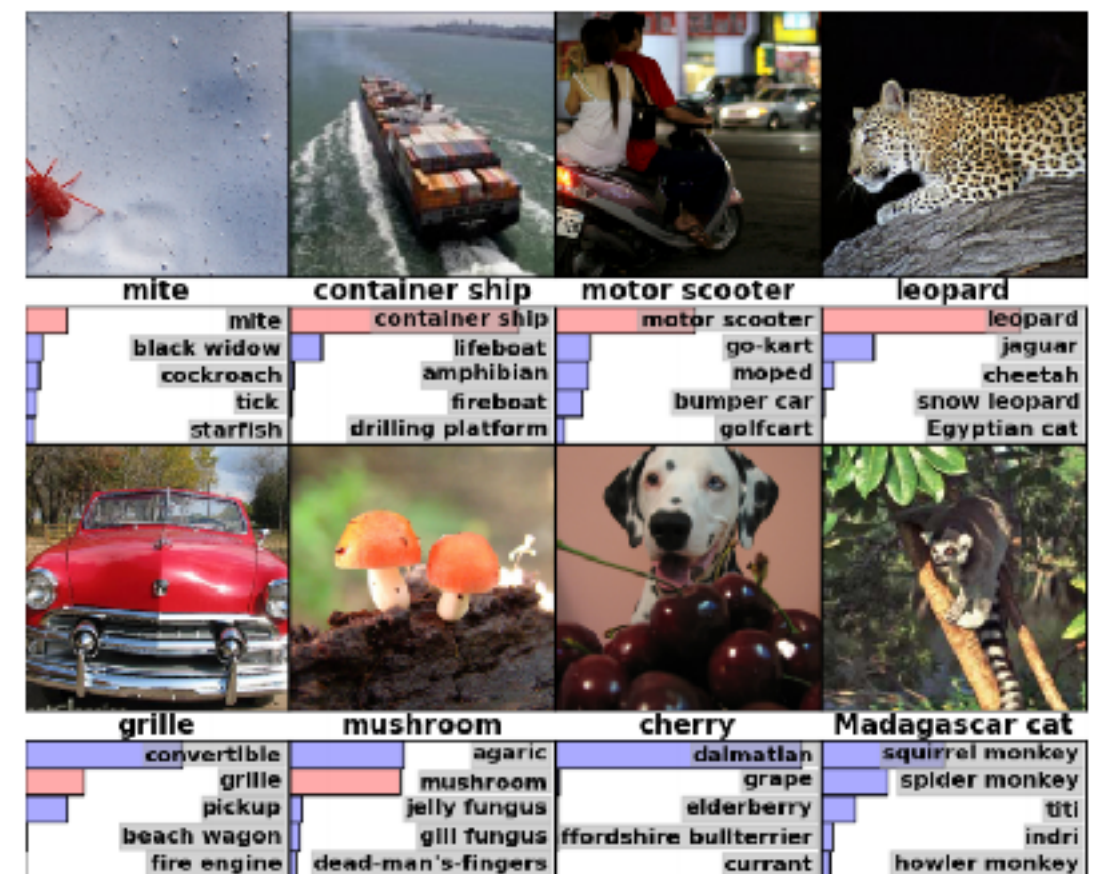 mite
container ship
motor scooter
leopard
mite
black widow
cockroach
tick
starfish
container ship
lifeboat
amphibian
fireboat
drilling platform
motor scooter
go-kart
moped
bumper car
golfcart
leopard
jaguar
cheetah
snow leopard
Egyptian cat
grille
mushroom
cherry
Madagascar cat
convertible
grille
pickup
beach wagon
fire engine
agaric
mushroom
jelly fungus
gill fungus
dead-man's-fingers
dalmatian
grape
elderberry
ffordshire bullterrier
currant
squirrel monkey
spider monkey
titi
indri
howler monkey